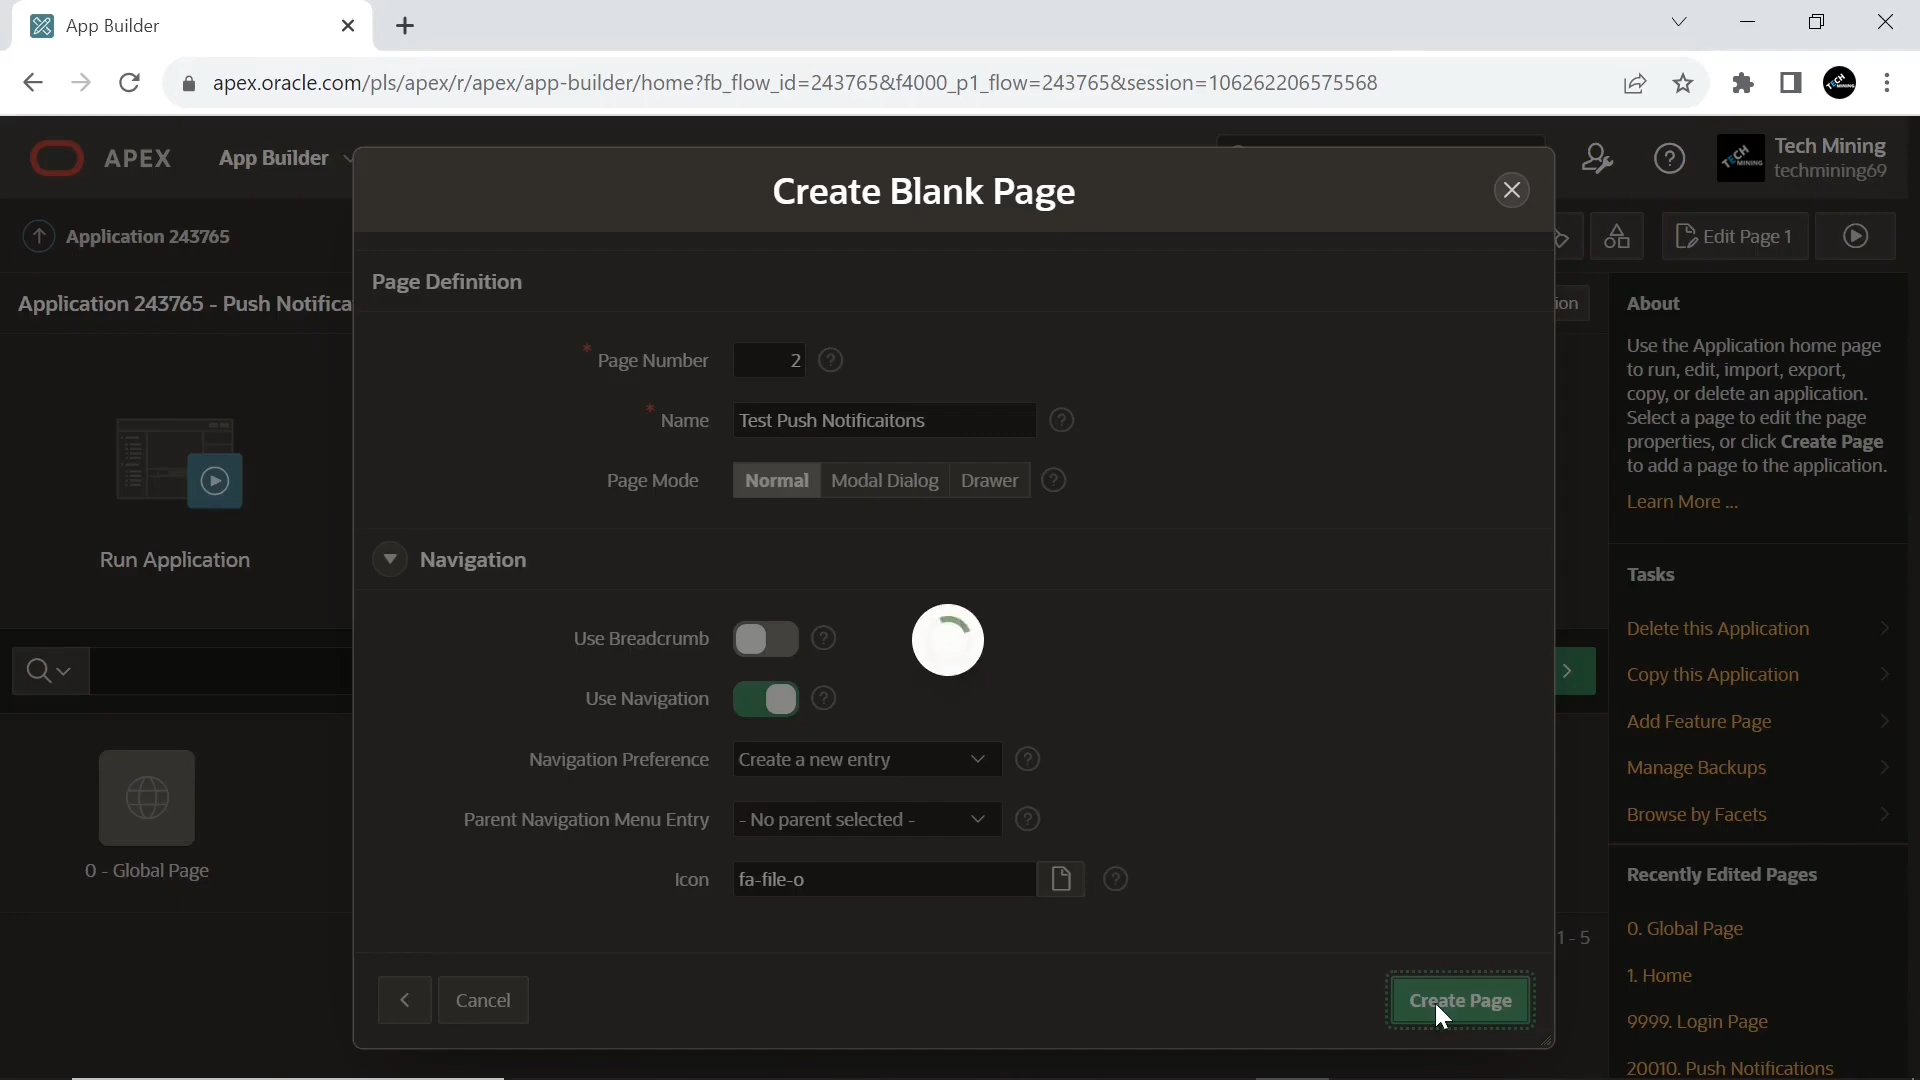 App Builder
apex.oracle.com/pls/apex/r/apex/app-builder/home?fb_flow_id=243765&f4000_p1_flow=243765&session=106262206575568
APEX
App Builder
TECH MINING
Tech Mining
techmining69
Create Blank Page
Application 243765
Edit Page 1
Application 243765 - Push Notifica
ion
Page Definition
* Page Number
2
* Name
Test Push Notificaitons
Page Mode
Normal
Modal Dialog
Drawer
Navigation
Use Breadcrumb
Use Navigation
Navigation Preference
Create a new entry
Parent Navigation Menu Entry
- No parent selected -
Icon
fa-file-o
Cancel
Create Page
Run Application
0 - Global Page
1 - 5
About
Use the Application home page
to run, edit, import, export,
copy, or delete an application.
Select a page to edit the page
properties, or click Create Page
to add a page to the application.
Learn More ...
Tasks
Delete this Application
Copy this Application
Add Feature Page
Manage Backups
Browse by Facets
Recently Edited Pages
0. Global Page
1. Home
9999. Login Page
20010. Push Notifications